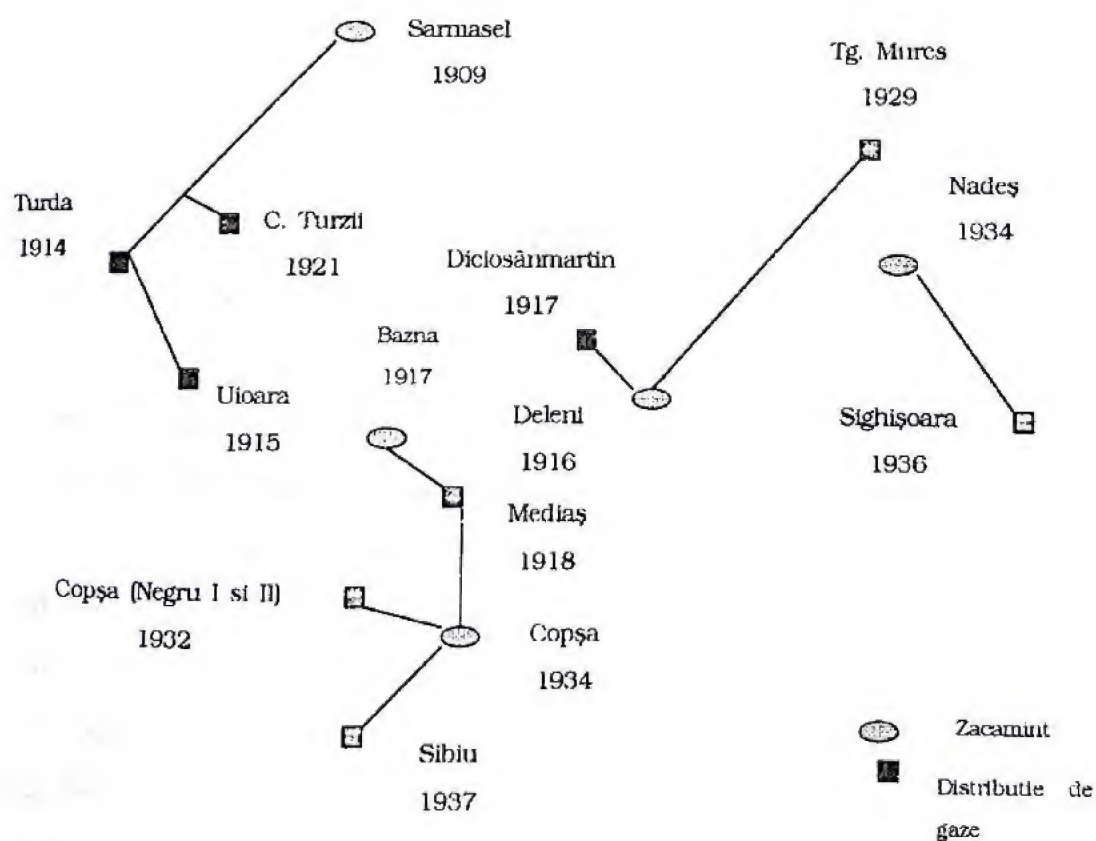 Sarmasel
1909
Tg. Mures
1929
Nadeş
1934
Turda
1914
C. Turzii
1921
Diciosânmartin
1917
Bazna
1917
Uioara
1915
Deleni
1916
Sighişoara
1936
Mediaş
1918
Copşa (Negru I si II)
1932
Copşa
1934
Sibiu
1937
Zacamint
Distributie de
gaze